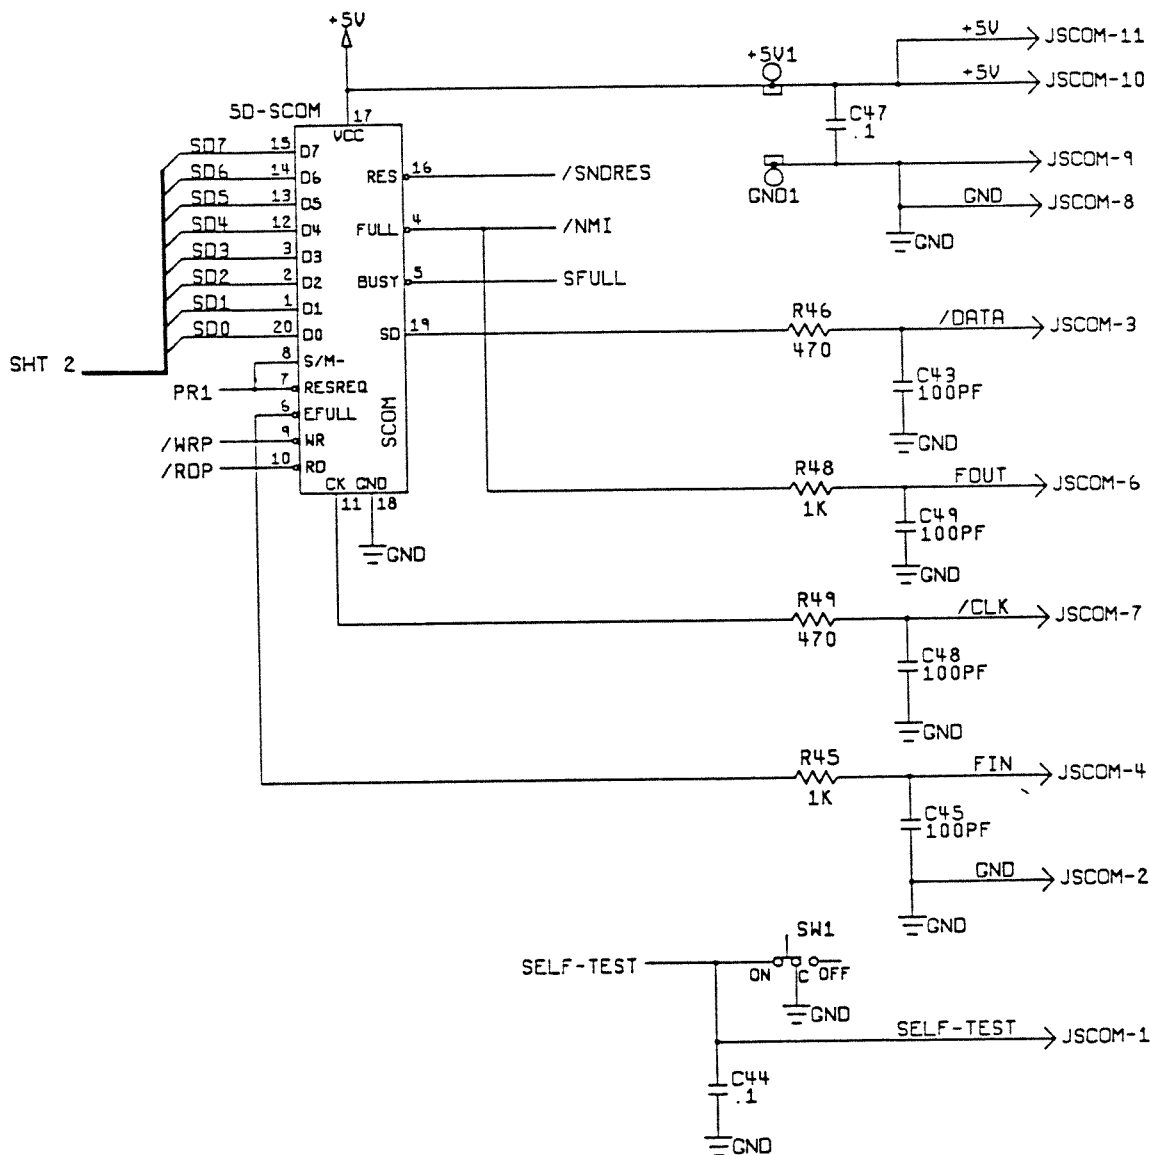 +5V
+5V JSCOM-11
+5V1
+5V JSCOM-10
5D-SCOM 17
C47
.1
VCC
SD7 15 D7
SD6 14 D6
RES 16 /SNDRES
JSCOM-9
SD5 13 D5
GND1
GND JSCOM-8
SD4 12 D4
FULL 4 /NMI
GND
SD3 3 D3
SD2 2 D2
BUSY 5 SFULL
SD1 1 D1
SD0 20 D0
SD 19
R46
470
/DATA JSCOM-3
SHT 2
8 S/M-
PR1 7 RESREQ
C43
100PF
6 EFULL
SCOM
/WRP 9 WR
GND
/RDP 10 RD
CK GND
11 18
R48
1K
FOUT JSCOM-6
C49
100PF
GND
GND
R49
470
/CLK JSCOM-7
C48
100PF
GND
R45
1K
FIN JSCOM-4
C45
100PF
GND JSCOM-2
GND
SW1
SELF-TEST
ON C OFF
GND
SELF-TEST JSCOM-1
C44
.1
GND